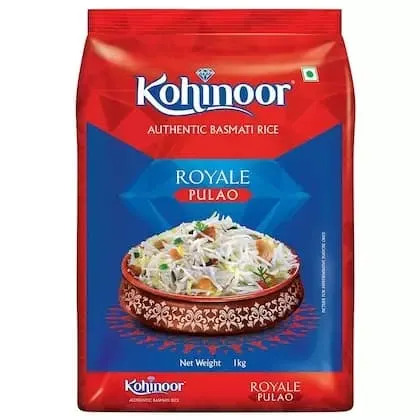 Kohinoor
AUTHENTIC BASMATI RICE
ROYALE
PULAO
Net Weight 1kg
Kohinoor
AUTHENTIC BASMATI RICE
ROYALE
PULAO